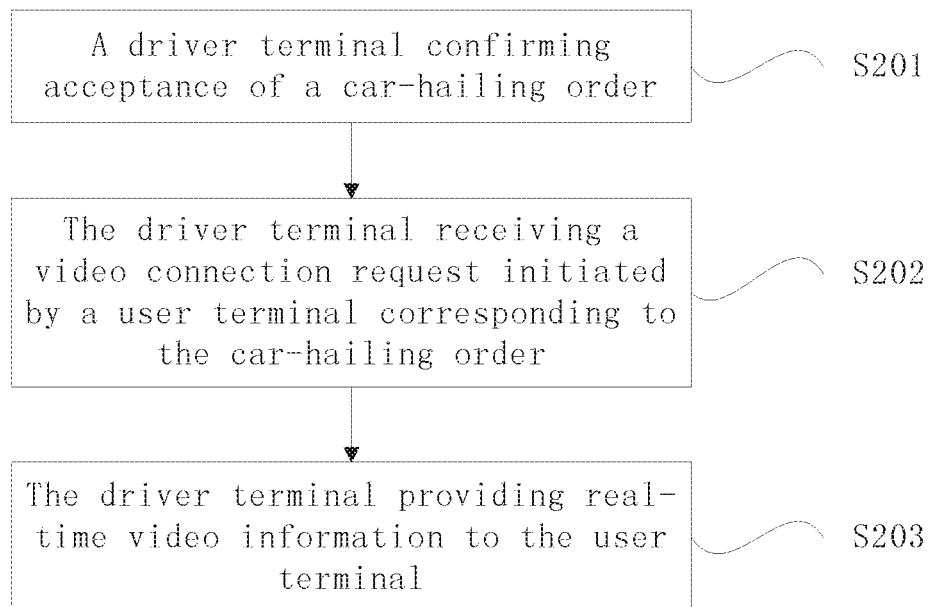 A driver terminal confirming
acceptance of a car-hailing order
S201
The driver terminal receiving a
video connection request initiated
by a user terminal corresponding to
the car-hailing order
S202
The driver terminal providing real-
time video information to the user
terminal
S203